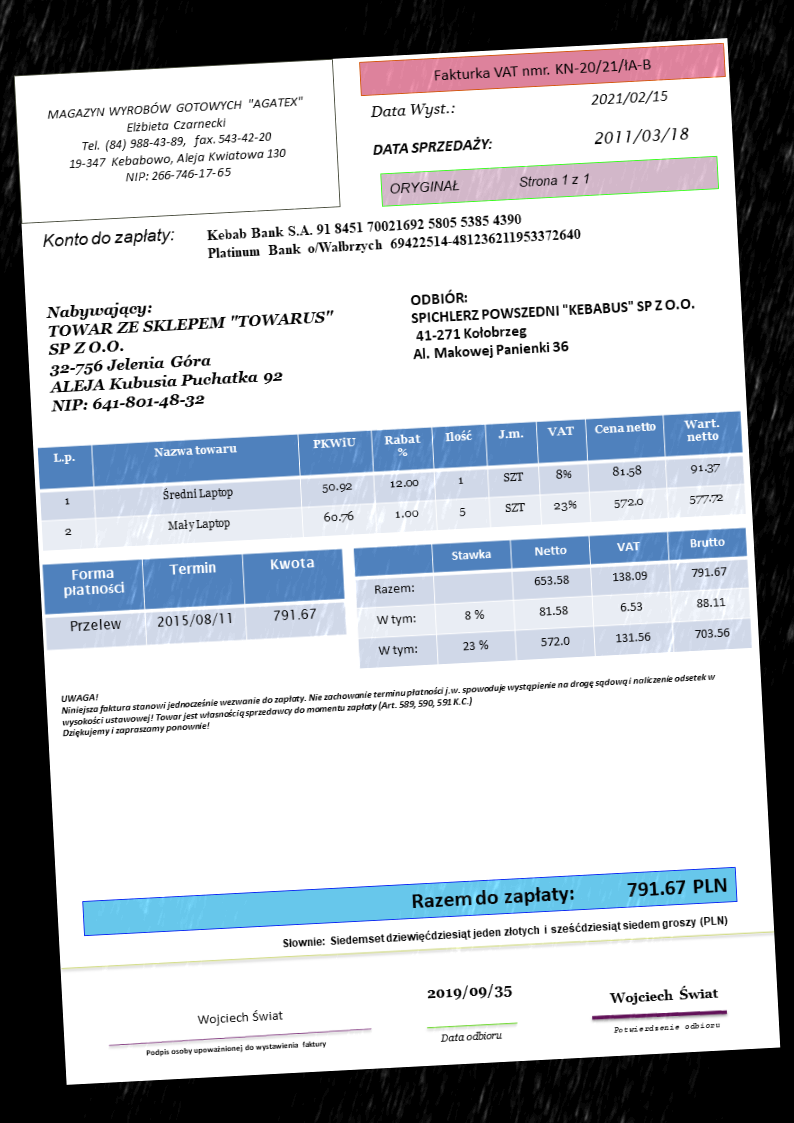 MAGAZYN WYROBÓW GOTOWYCH "AGATEX"
Elżbieta Czarnecki
Tel. (84) 988-43-89, fax. 543-42-20
19-347 Kebabowo, Aleja Kwiatowa 130
NIP: 266-746-17-65
Fakturka VAT nmr. KN-20/21/łA-B
Data Wyst.: 2021/02/15
DATA SPRZEDAŻY: 2011/03/18
ORYGINAŁ Strona 1 z 1
Konto do zapłaty: Kebab Bank S.A. 91 8451 70021692 5805 5385 4390
Platinum Bank o/Wałbrzych 69422514-481236211953372640
Nabywający:
TOWAR ZE SKLEPEM "TOWARUS"
SP Z O.O.
32-756 Jelenia Góra
ALEJA Kubusia Puchatka 92
NIP: 641-801-48-32
ODBIÓR:
SPICHLERZ POWSZEDNI "KEBABUS" SP Z O.O.
41-271 Kołobrzeg
Al. Makowej Panienki 36
L.p. Nazwa towaru PKWiU Rabat % Ilość J.m. VAT Cena netto Wart. netto
1 Średni Laptop 50.92 12.00 1 SZT 8% 81.58 91.37
2 Mały Laptop 60.76 1.00 5 SZT 23% 572.0 577.72
Forma płatności Termin Kwota
Przelew 2015/08/11 791.67
Stawka Netto VAT Brutto
Razem: 653.58 138.09 791.67
W tym: 8 % 81.58 6.53 88.11
W tym: 23 % 572.0 131.56 703.56
UWAGA!
Niniejsza faktura stanowi jednocześnie wezwanie do zapłaty. Nie zachowanie terminu płatności j.w. spowoduje wystąpienie na drogę sądową i naliczenie odsetek w
wysokości ustawowej! Towar jest własnością sprzedawcy do momentu zapłaty (Art. 589, 590, 591 K.C.)
Dziękujemy i zapraszamy ponownie!
Razem do zapłaty: 791.67 PLN
Słownie: Siedemset dziewięćdziesiąt jeden złotych i sześćdziesiąt siedem groszy (PLN)
Wojciech Świat
Podpis osoby upoważnionej do wystawienia faktury
2019/09/35
Data odbioru
Wojciech Świat
Potwierdzenie odbioru